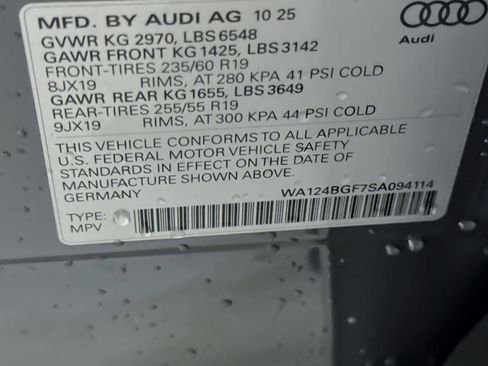 MFD. BY AUDI AG 10 25
GVWR KG 2970, LBS 6548
GAWR FRONT KG 1425, LBS 3142
FRONT-TIRES 235/60 R19
8JX19 RIMS, AT 280 KPA 41 PSI COLD
GAWR REAR KG 1655, LBS 3649
REAR-TIRES 255/55 R19
9JX19 RIMS, AT 300 KPA 44 PSI COLD
THIS VEHICLE CONFORMS TO ALL APPLICABLE
U.S. FEDERAL MOTOR VEHICLE SAFETY
STANDARDS IN EFFECT ON THE DATE OF
MANUFACTURE SHOWN ABOVE.
GERMANY WA124BGF7SA094114
TYPE:
MPV
Audi